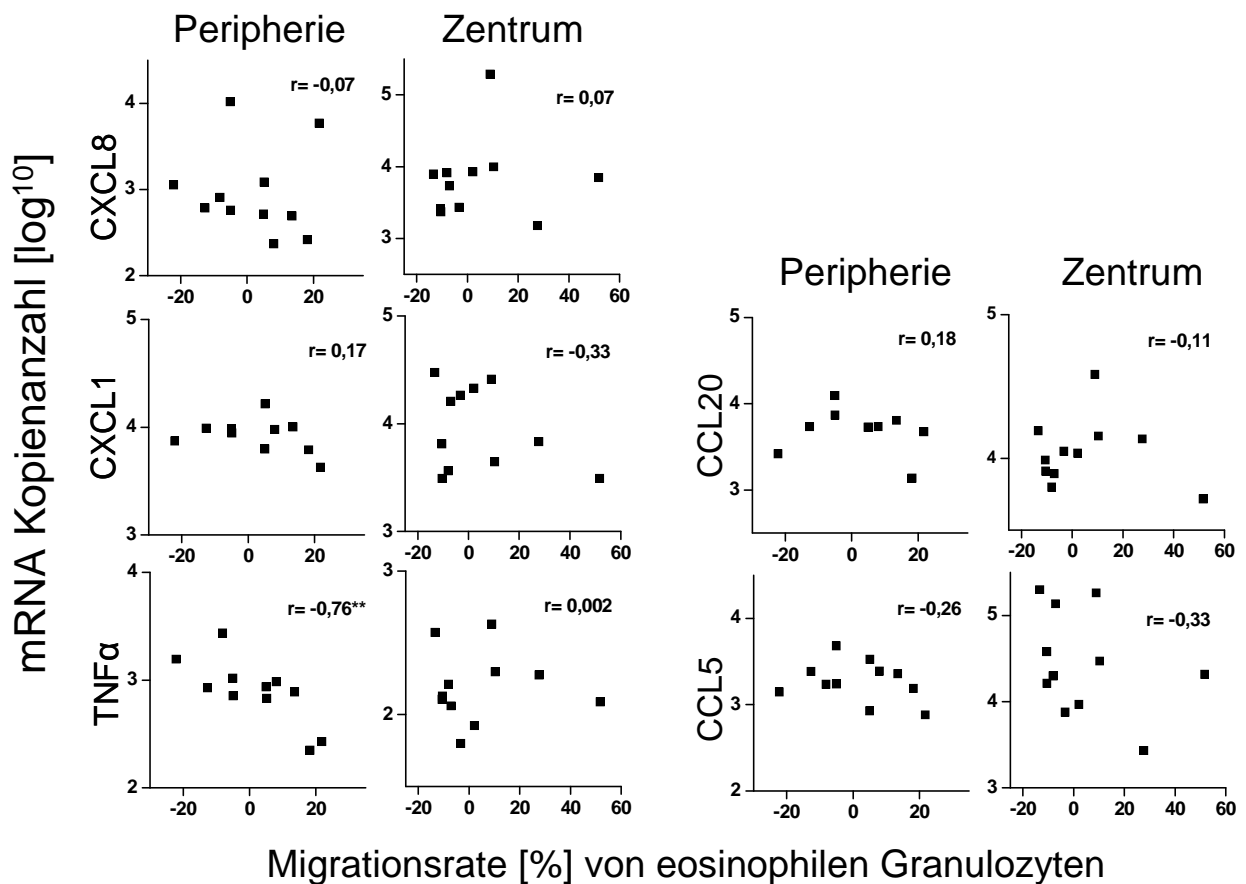 Peripherie Zentrum
mRNA Kopienanzahl [log10]
CXCL8
r= -0,07
4
3
2
-20 0 20
r= 0,07
5
4
3
-20 0 20 40 60
CXCL1
r= 0,17
5
4
3
-20 0 20
r= -0,33
5
4
3
-20 0 20 40 60
TNFα
r= -0,76**
4
3
2
-20 0 20
r= 0,002
3
2
-20 0 20 40 60
Peripherie Zentrum
CCL20
r= 0,18
5
4
3
-20 0 20
r= -0,11
5
4
-20 0 20 40 60
CCL5
r= -0,26
4
3
2
-20 0 20
r= -0,33
5
4
3
-20 0 20 40 60
Migrationsrate [%] von eosinophilen Granulozyten